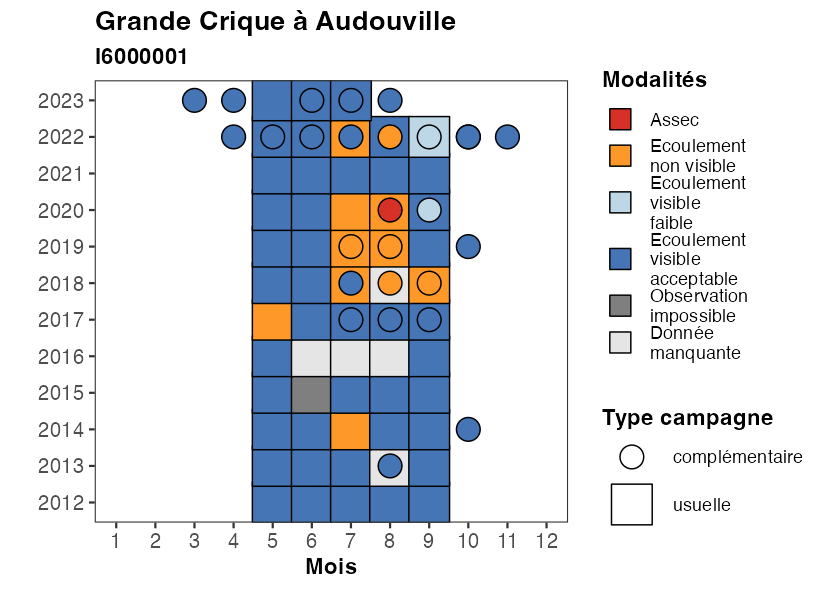 Grande Crique à Audouville
I6000001
2023
2022
2021
2020
2019
2018
2017
2016
2015
2014
2013
2012
1 2 3 4 5 6 7 8 9 10 11 12
Mois
Modalités
Assec
Ecoulement
non visible
Ecoulement
visible
faible
Ecoulement
visible
acceptable
Observation
impossible
Donnée
manquante
Type campagne
complémentaire
usuelle